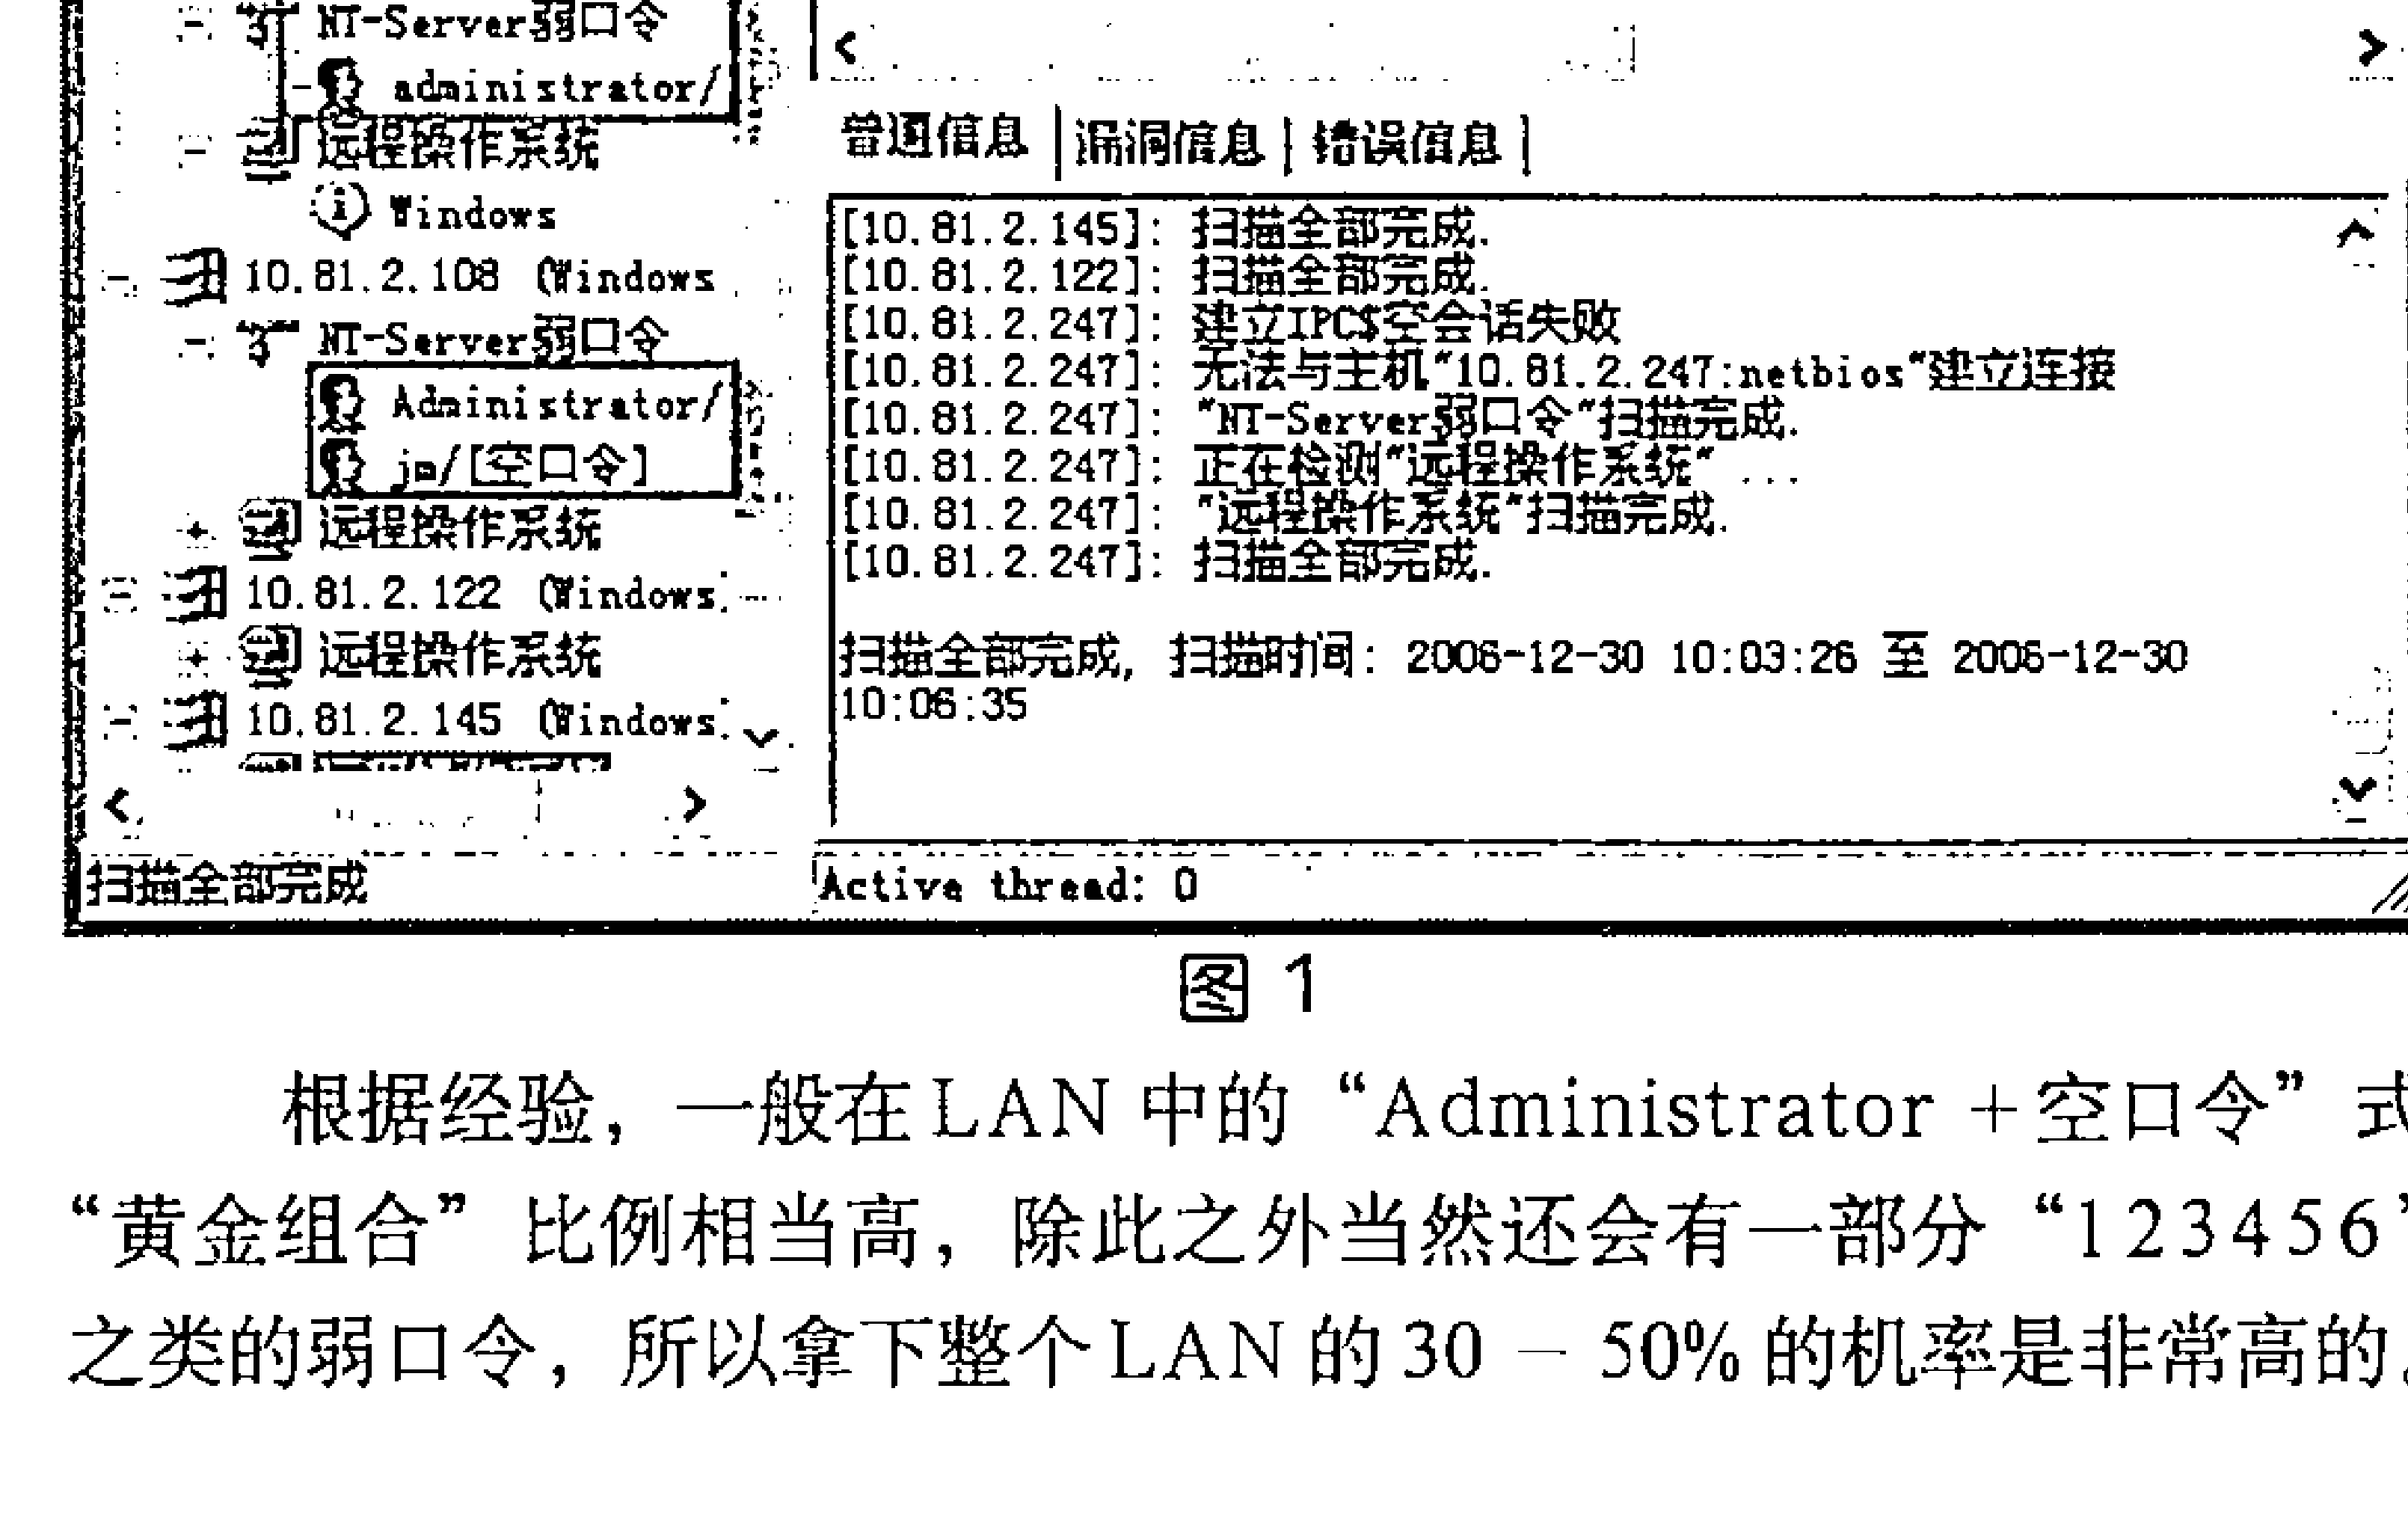 NT-Server弱口令
administrator/
远程操作系统
Windows
10.81.2.108 (Windows
NT-Server弱口令
Administrator/
jm/[空口令]
远程操作系统
10.81.2.122 (Windows
远程操作系统
10.81.2.145 (Windows
扫描全部完成
普通信息 漏洞信息 错误信息
[10.81.2.145]: 扫描全部完成.
[10.81.2.122]: 扫描全部完成.
[10.81.2.247]: 建立IPC$空会话失败
[10.81.2.247]: 无法与主机"10.81.2.247:netbios"建立连接
[10.81.2.247]: "NT-Server弱口令"扫描完成.
[10.81.2.247]: 正在检测"远程操作系统" ...
[10.81.2.247]: "远程操作系统"扫描完成.
[10.81.2.247]: 扫描全部完成.
扫描全部完成, 扫描时间: 2006-12-30 10:03:26 至 2006-12-30
10:06:35
Active thread: 0
图 1
根据经验，一般在 LAN 中的“Administrator +空口令”式
“黄金组合”比例相当高，除此之外当然还会有一部分“123456”
之类的弱口令，所以拿下整个 LAN 的 30 - 50% 的机率是非常高的。